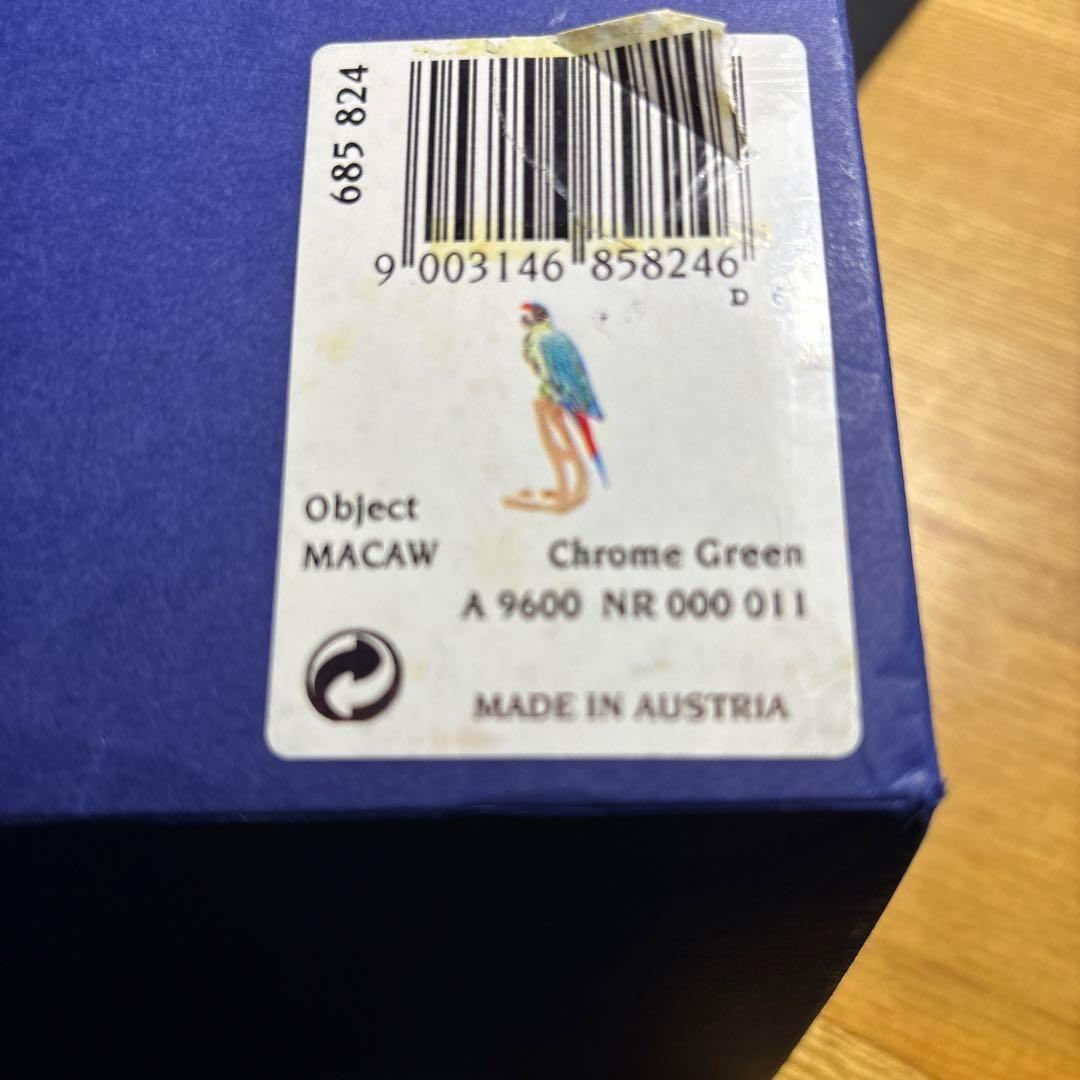 685 824
9 003146 858246
D
Object
MACAW Chrome Green
A 9600 NR 000 011
MADE IN AUSTRIA